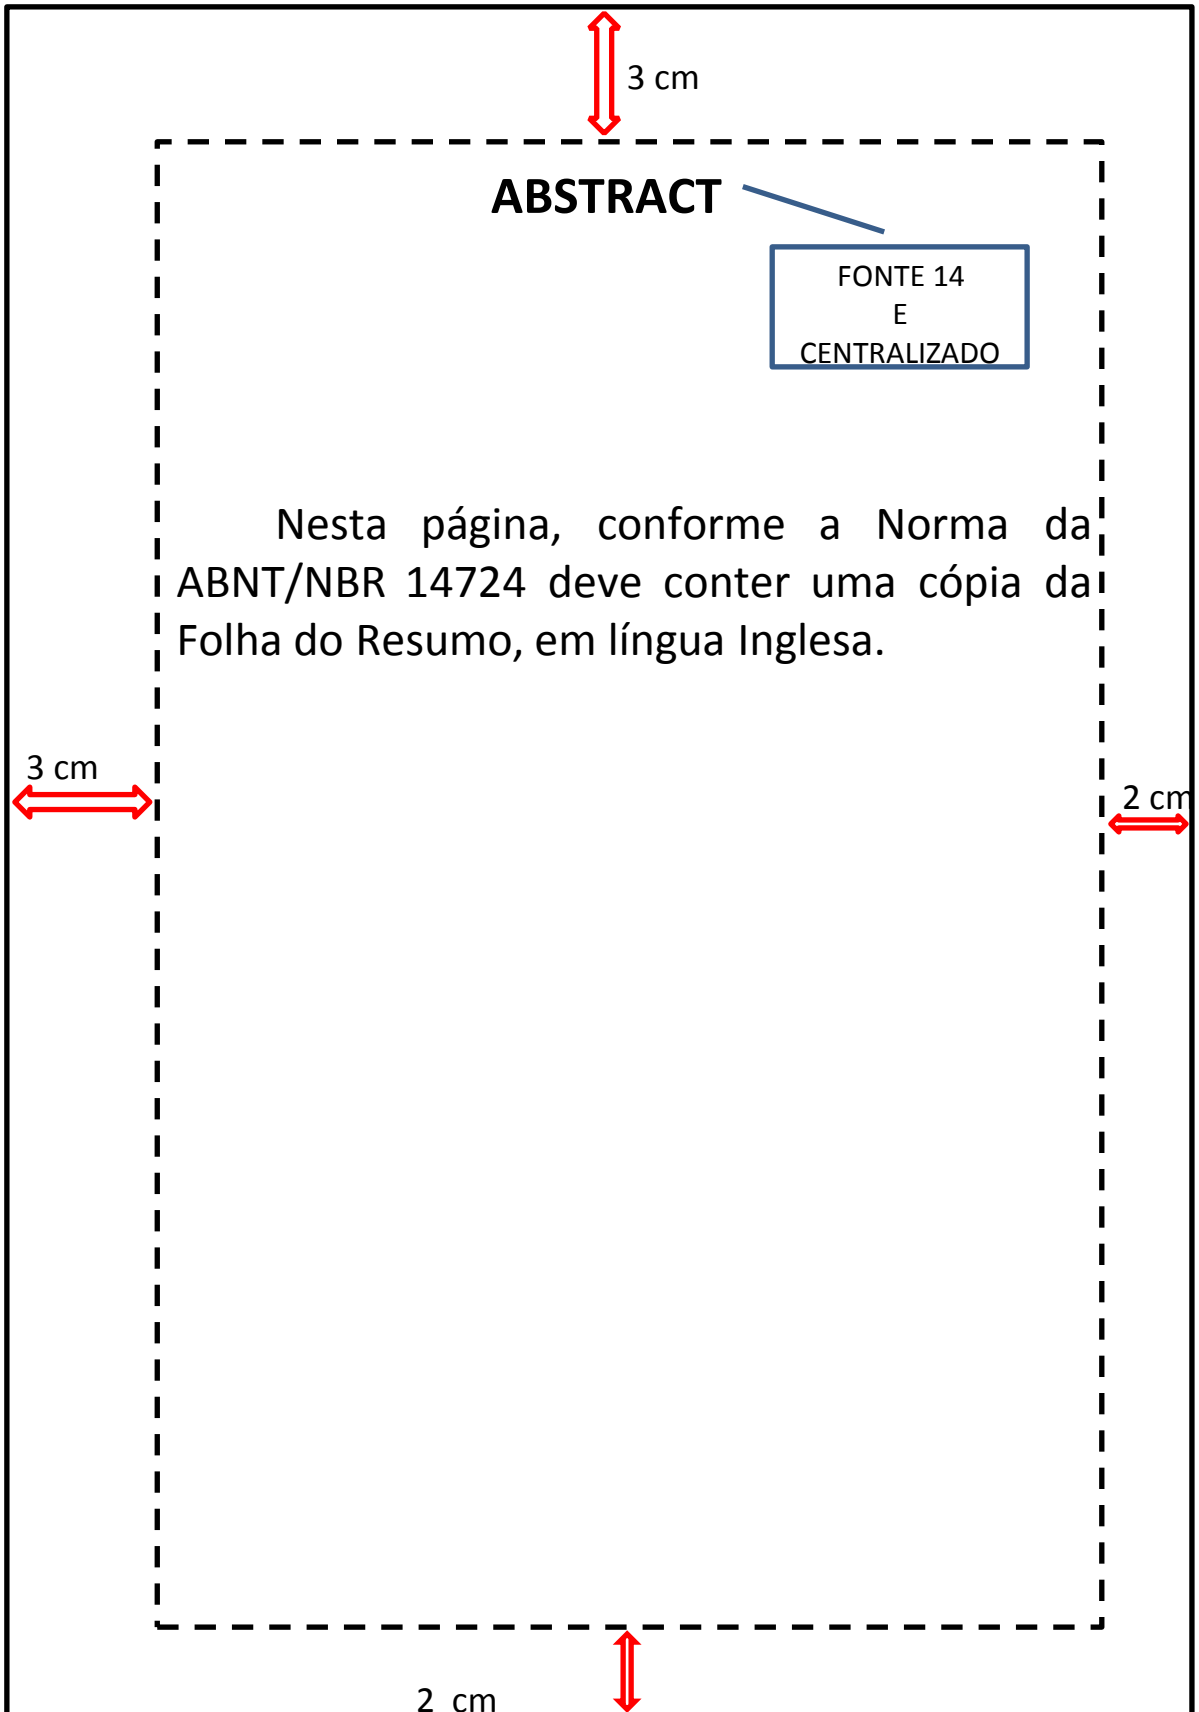 3 cm
ABSTRACT
FONTE 14
E
CENTRALIZADO
Nesta página, conforme a Norma da
ABNT/NBR 14724 deve conter uma cópia da
Folha do Resumo, em língua Inglesa.
3 cm
2 cm
2 cm